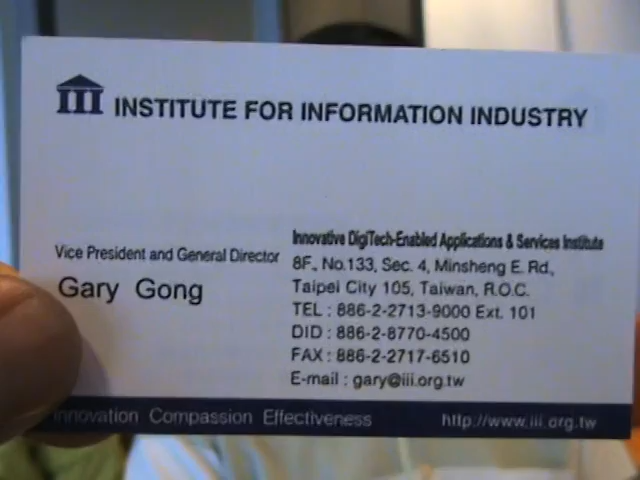 INSTITUTE FOR INFORMATION INDUSTRY
Vice President and General Director
Gary Gong
Innovative DigiTech-Enabled Applications & Services Institute
8F., No.133, Sec. 4, Minsheng E. Rd.,
Taipei City 105, Taiwan, R.O.C.
TEL : 886-2-2713-9000 Ext. 101
DID : 886-2-8770-4500
FAX : 886-2-2717-6510
E-mail : gary@iii.org.tw
Innovation Compassion Effectiveness
http://www.iii.org.tw